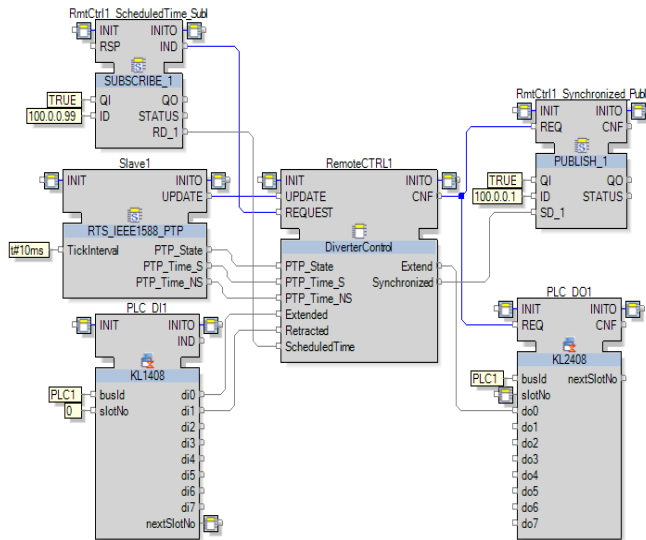 RmtCtrl1_ScheduledTime_Subl
INIT INITO
RSP IND
SUBSCRIBE_1
TRUE QI QO
100.0.0.99 ID STATUS
RD_1
RmtCtrl1_Synchronized_Publ
INIT INITO
REQ CNF
PUBLISH_1
TRUE QI QO
100.0.0.1 ID STATUS
SD_1
Slave1
INIT INITO
UPDATE
RTS_IEEE1588_PTP
t#10ms TickInterval PTP_State
PTP_Time_S
PTP_Time_NS
RemoteCTRL1
INIT INITO
UPDATE CNF
REQUEST
DiverterControl
PTP_State Extend
PTP_Time_S Synchronized
PTP_Time_NS
Extended
Retracted
ScheduledTime
PLC_DI1
INIT INITO
IND
KL1408
PLC1 busId di0
0 slotNo di1
di2
di3
di4
di5
di6
di7
nextSlotNo
PLC_DO1
INIT INITO
REQ CNF
KL2408
PLC1 busId nextSlotNo
slotNo
do0
do1
do2
do3
do4
do5
do6
do7